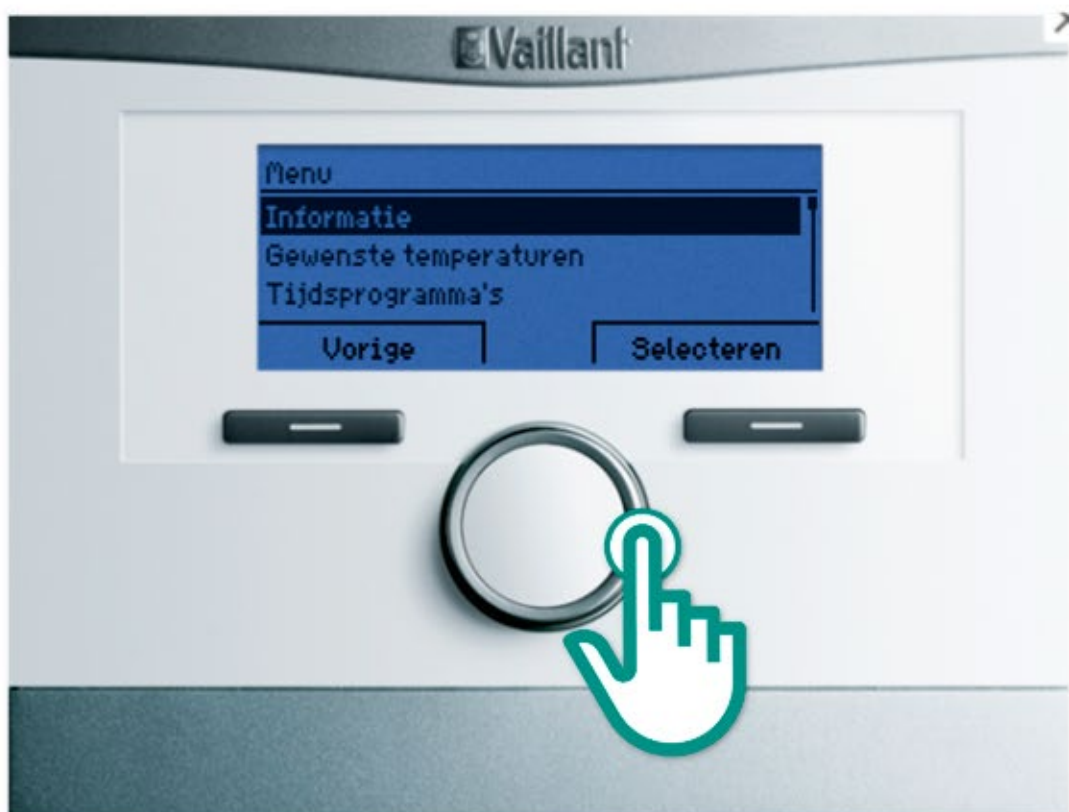 Vaillant
Menu
Informatie
Gewenste temperaturen
Tijdsprogramma's
Vorige
Selecteren